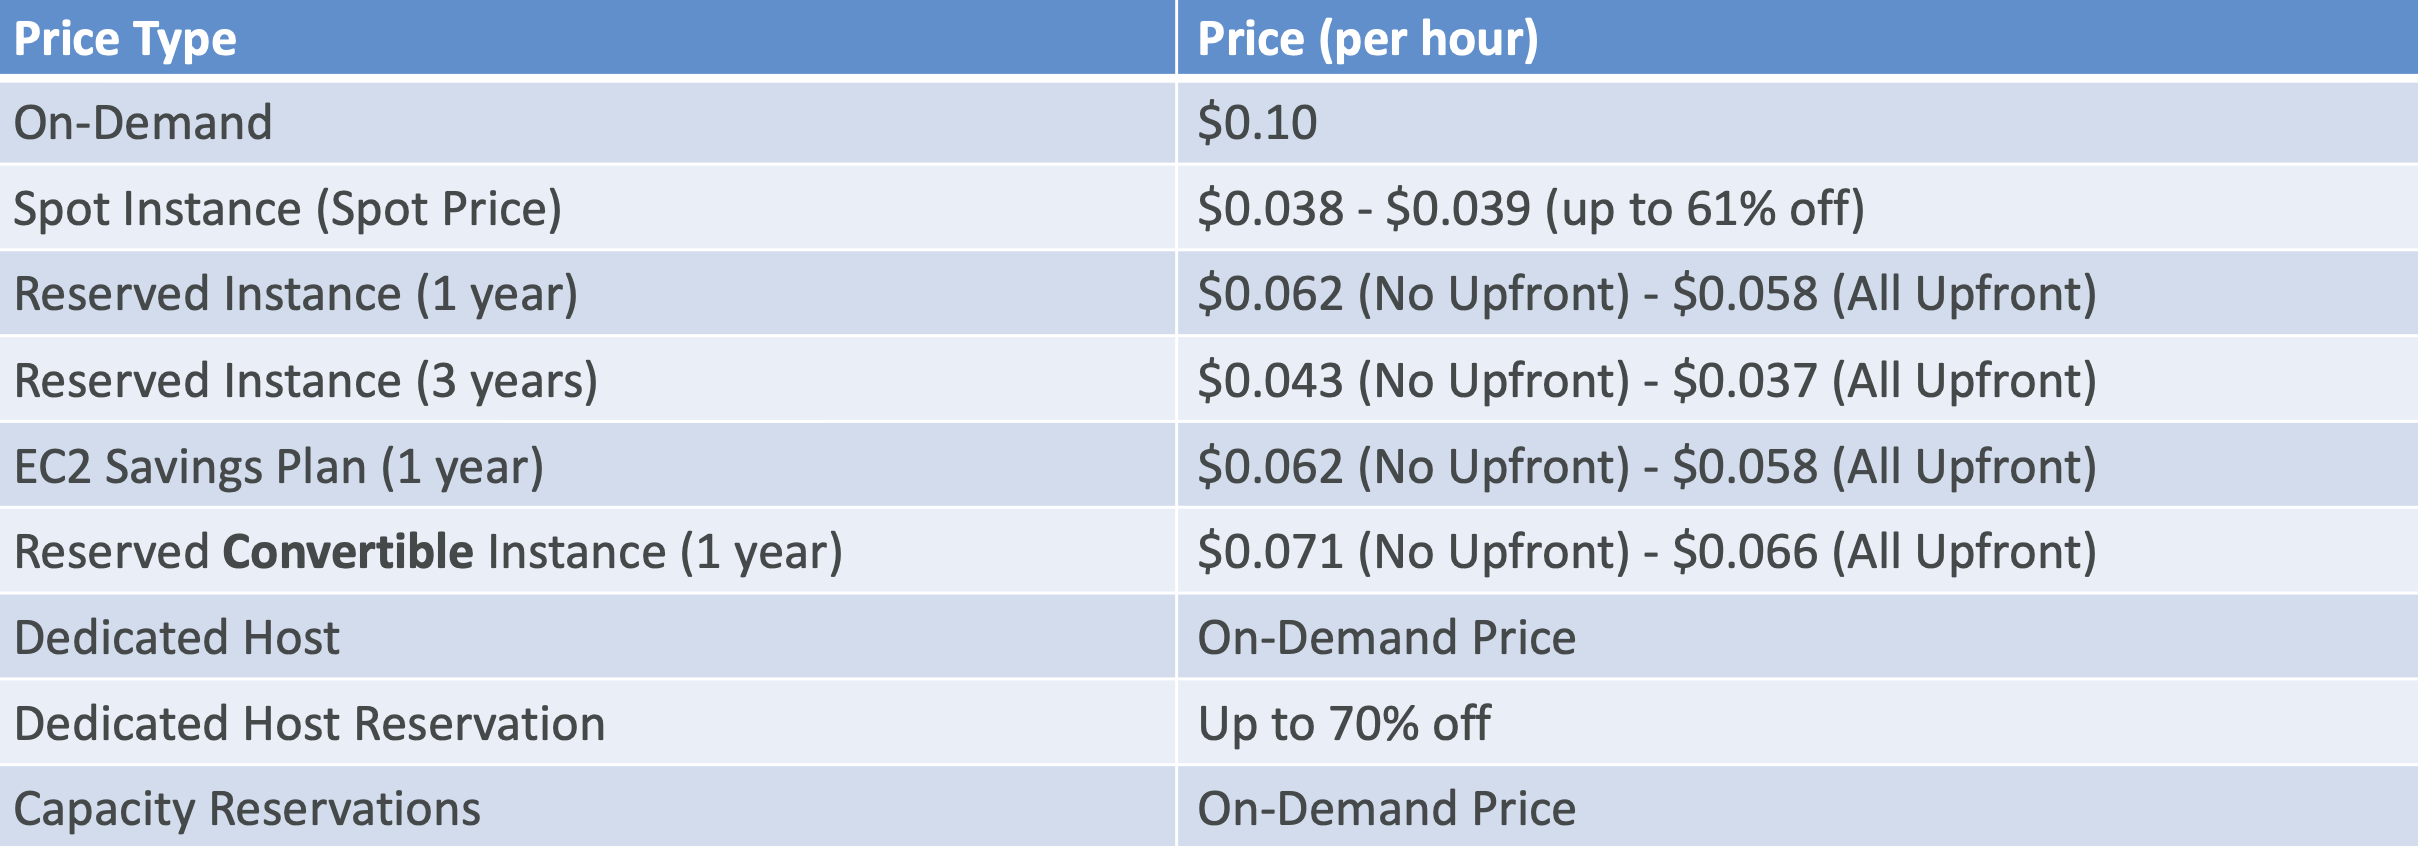 Price Type Price (per hour)
On-Demand $0.10
Spot Instance (Spot Price) $0.038 - $0.039 (up to 61% off)
Reserved Instance (1 year) $0.062 (No Upfront) - $0.058 (All Upfront)
Reserved Instance (3 years) $0.043 (No Upfront) - $0.037 (All Upfront)
EC2 Savings Plan (1 year) $0.062 (No Upfront) - $0.058 (All Upfront)
Reserved Convertible Instance (1 year) $0.071 (No Upfront) - $0.066 (All Upfront)
Dedicated Host On-Demand Price
Dedicated Host Reservation Up to 70% off
Capacity Reservations On-Demand Price